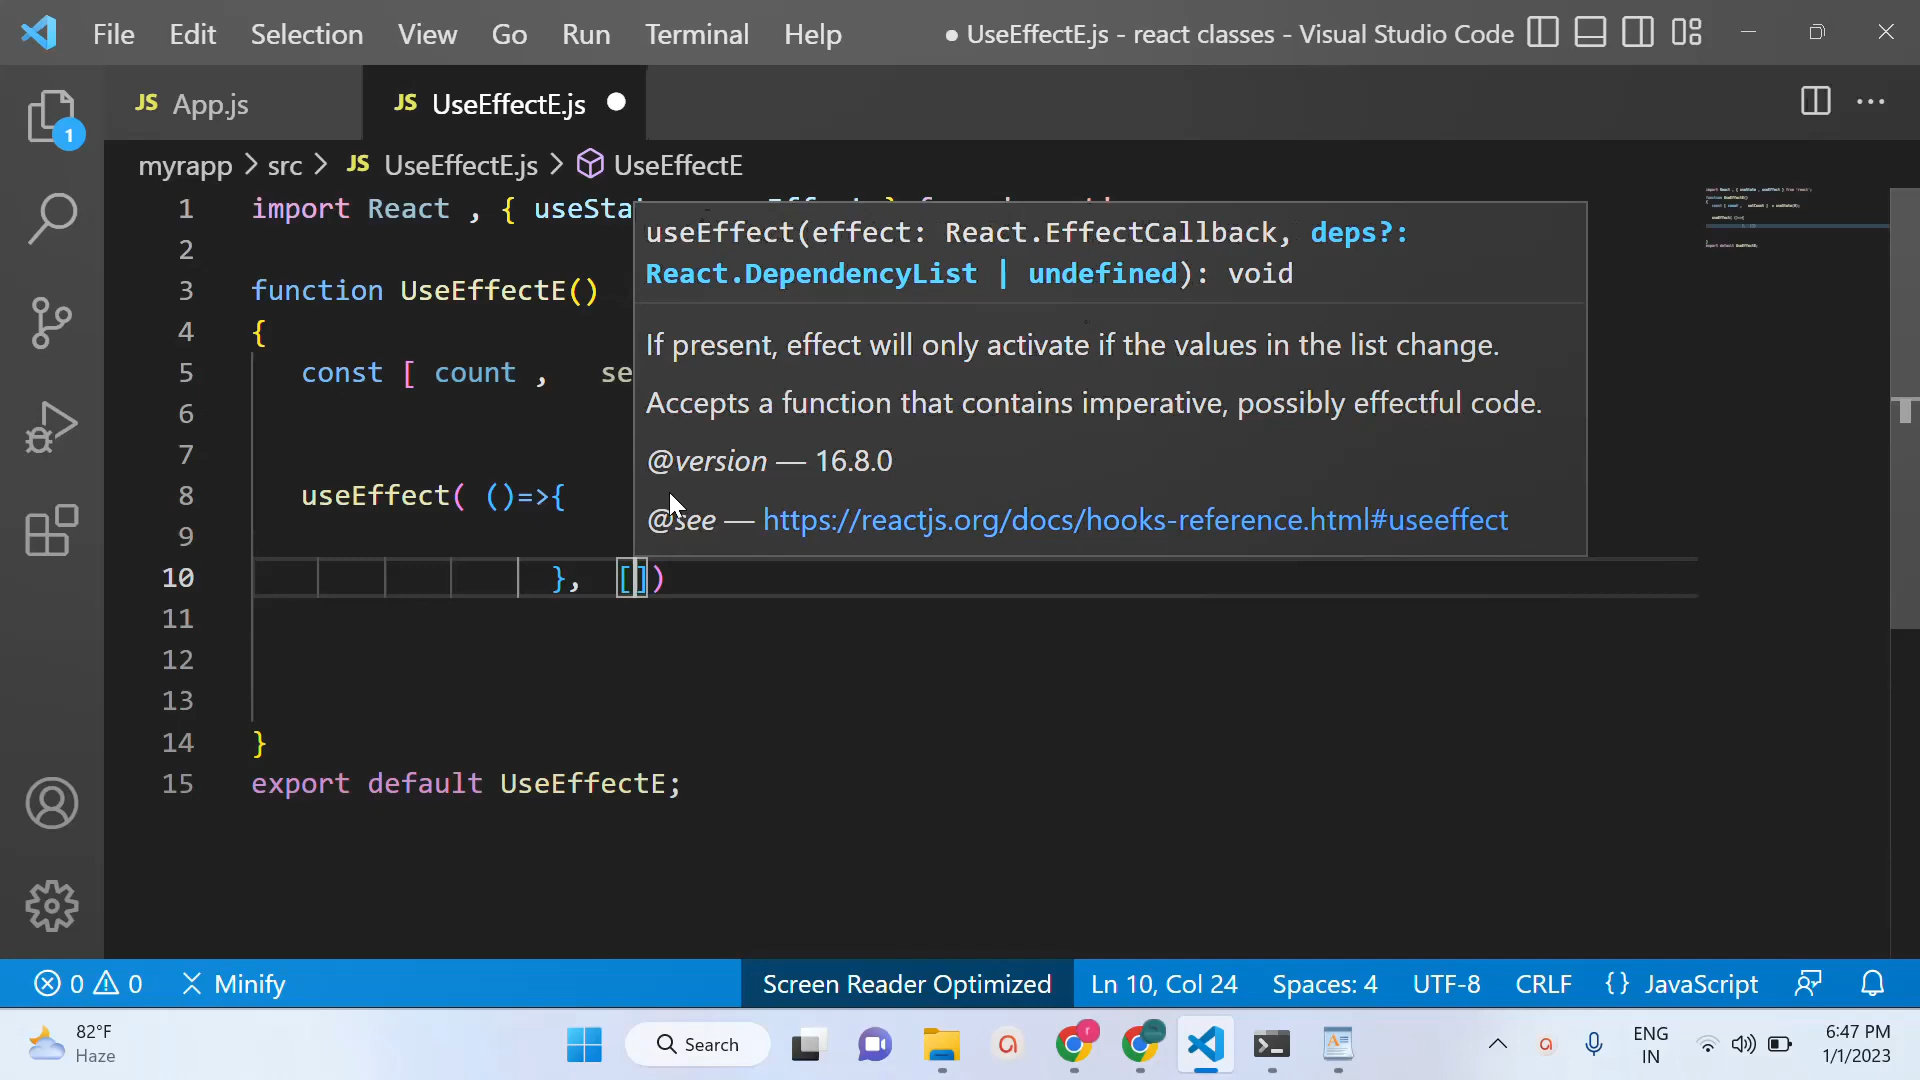 File Edit Selection View Go Run Terminal Help ● UseEffectE.js - react classes - Visual Studio Code
JS App.js JS UseEffectE.js
1
myrapp > src > JS UseEffectE.js > UseEffectE
1 import React , { useSta
useEffect(effect: React.EffectCallback, deps?:
React.DependencyList | undefined): void
If present, effect will only activate if the values in the list change.
Accepts a function that contains imperative, possibly effectful code.
@version — 16.8.0
@see — https://reactjs.org/docs/hooks-reference.html#useeffect
2
3 function UseEffectE()
4 {
5 const [ count , se
6
7
8 useEffect( ()=>{
9
10 }, [])
11
12
13
14 }
15 export default UseEffectE;
0 0 Minify Screen Reader Optimized Ln 10, Col 24 Spaces: 4 UTF-8 CRLF {} JavaScript
82°F
Haze
Search
ENG
IN
6:47 PM
1/1/2023